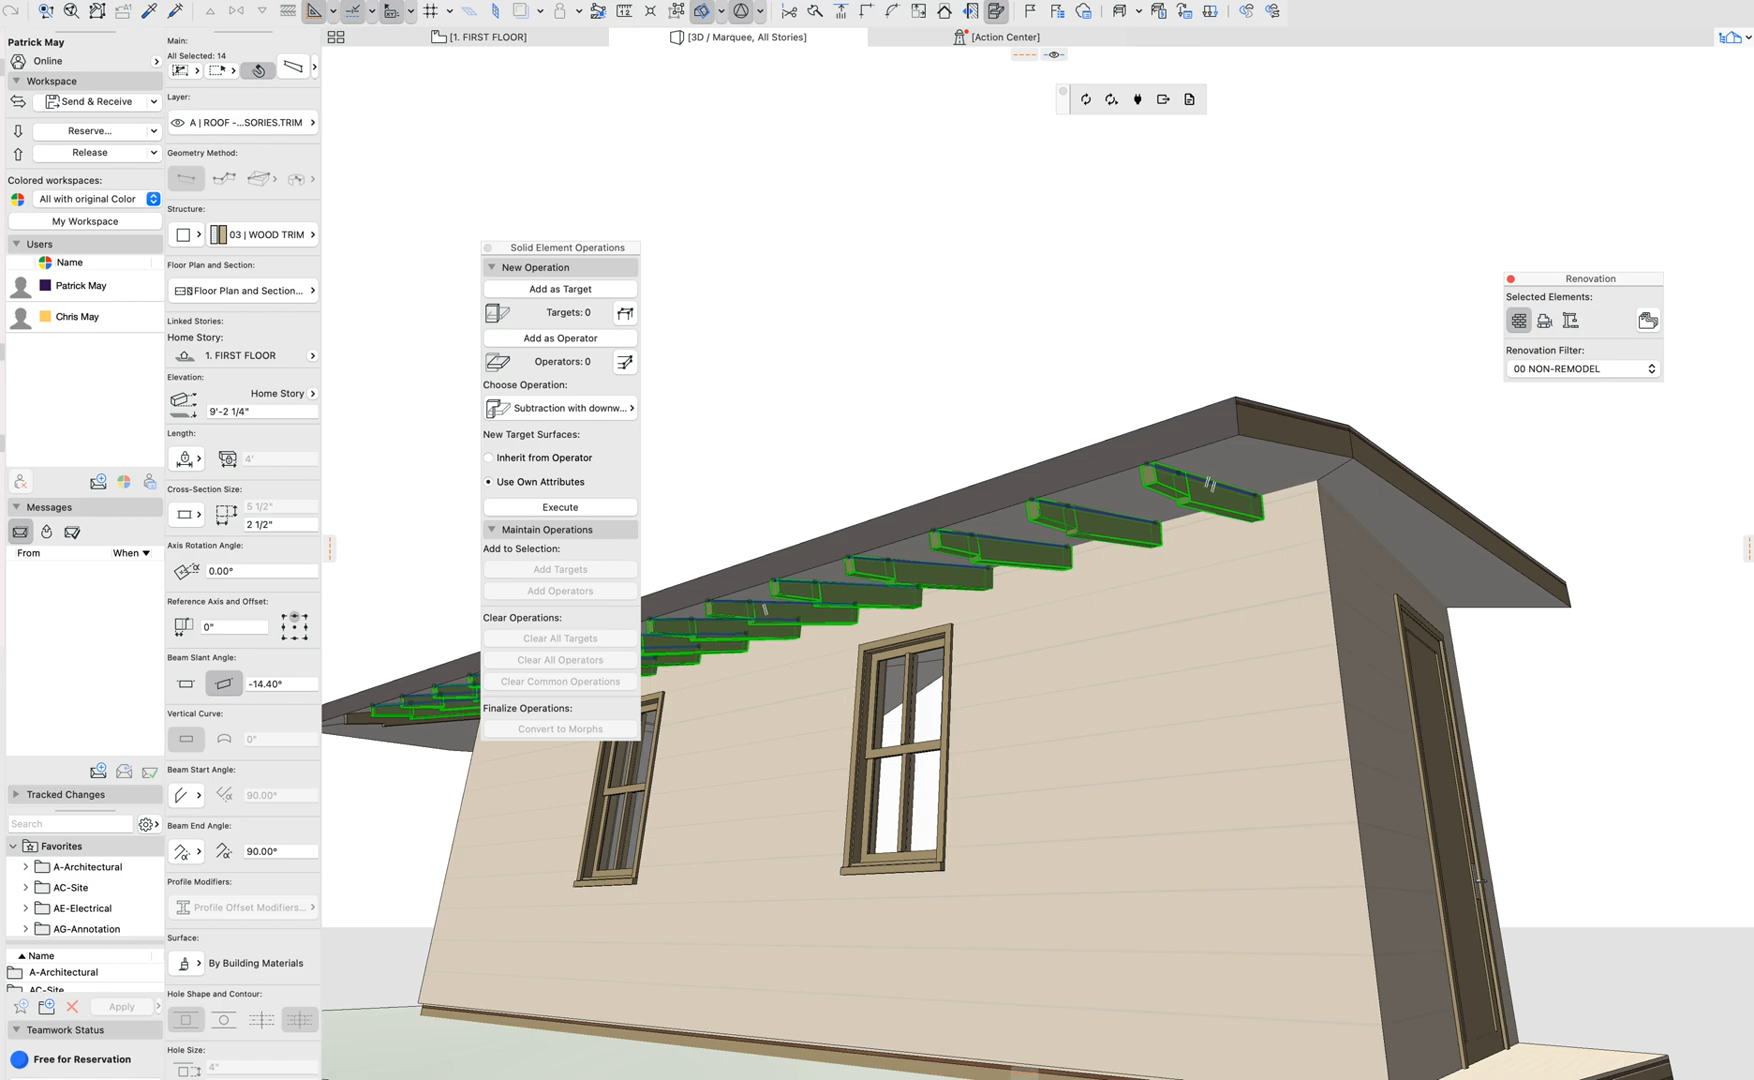 [1. FIRST FLOOR]
[3D / Marquee, All Stories]
[Action Center]
Patrick May
Online
Workspace
Send & Receive
Reserve...
Release
Colored workspaces:
All with original Color
My Workspace
Users
Name
Patrick May
Chris May
Messages
From
When
Tracked Changes
Search
Favorites
A-Architectural
AC-Site
AE-Electrical
AG-Annotation
Name
A-Architectural
AC-Site
Apply
Teamwork Status
Free for Reservation
Main:
All Selected: 14
Layer:
A | ROOF -...SORIES.TRIM
Geometry Method:
Structure:
03 | WOOD TRIM
Floor Plan and Section:
Floor Plan and Section...
Linked Stories:
Home Story:
1. FIRST FLOOR
Elevation:
Home Story
9'-2 1/4"
Length:
4'
Cross-Section Size:
5 1/2"
2 1/2"
Axis Rotation Angle:
0.00°
Reference Axis and Offset:
0"
Beam Slant Angle:
-14.40°
Vertical Curve:
0"
Beam Start Angle:
90.00°
Beam End Angle:
90.00°
Profile Modifiers:
Profile Offset Modifiers...
Surface:
By Building Materials
Hole Shape and Contour:
Hole Size:
4"
Solid Element Operations
New Operation
Add as Target
Targets: 0
Add as Operator
Operators: 0
Choose Operation:
Subtraction with downw...
New Target Surfaces:
Inherit from Operator
Use Own Attributes
Execute
Maintain Operations
Add to Selection:
Add Targets
Add Operators
Clear Operations:
Clear All Targets
Clear All Operators
Clear Common Operations
Finalize Operations:
Convert to Morphs
Renovation
Selected Elements:
Renovation Filter:
00 NON-REMODEL